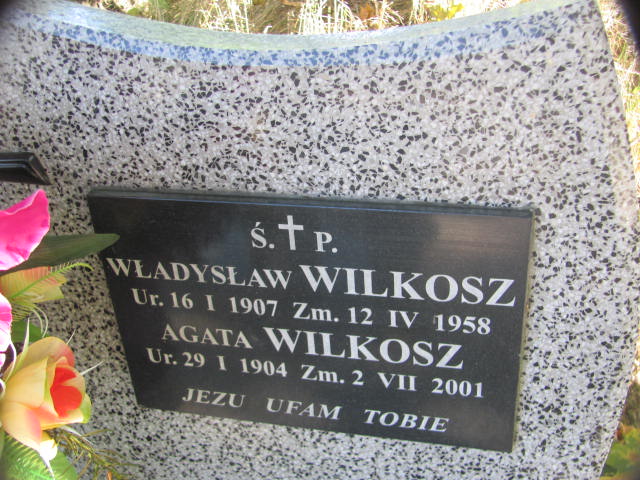 Ś. † P.
WŁADYSŁAW WILKOSZ
Ur. 16 I 1907 Zm. 12 IV 1958
AGATA WILKOSZ
Ur. 29 I 1904 Zm. 2 VII 2001
JEZU UFAM TOBIE